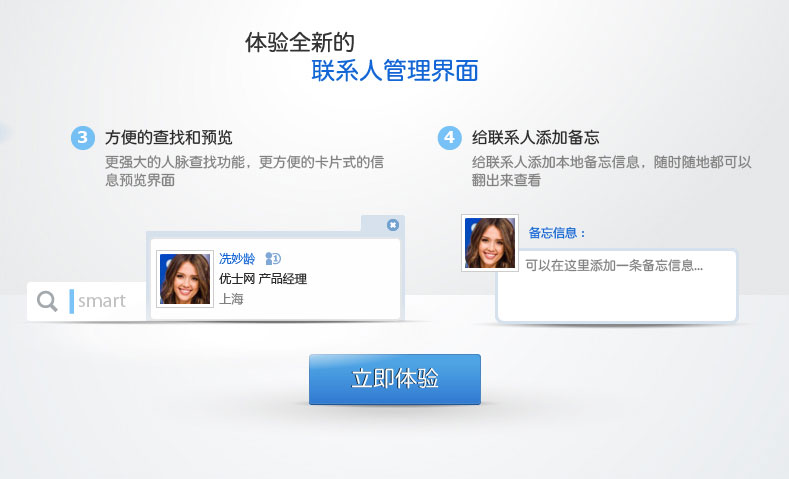 体验全新的
联系人管理界面
3 方便的查找和预览
更强大的人脉查找功能，更方便的卡片式的信
息预览界面
4 给联系人添加备忘
给联系人添加本地备忘信息，随时随地都可以
翻出来查看
smart
冼妙龄 1
优士网 产品经理
上海
备忘信息：
可以在这里添加一条备忘信息...
立即体验